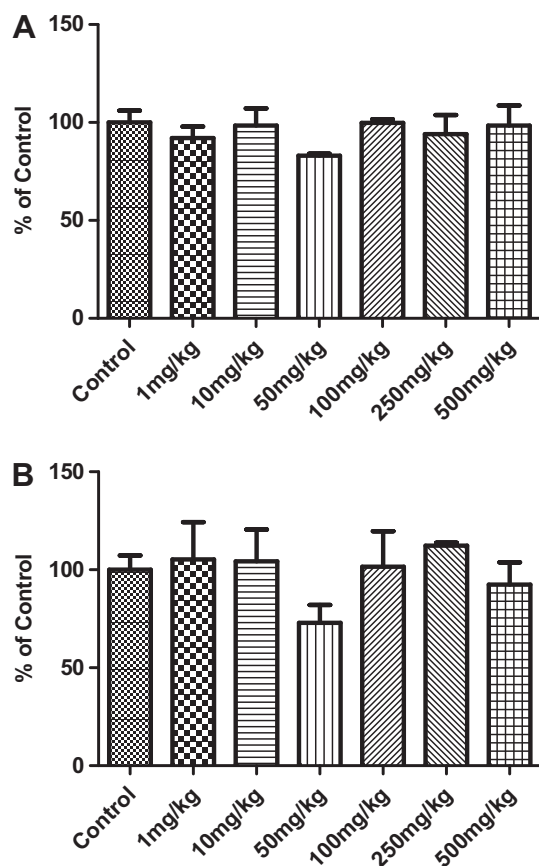 A
150
100
50
0
% of Control
Control
1mg/kg
10mg/kg
50mg/kg
100mg/kg
250mg/kg
500mg/kg
B
150
100
50
0
% of Control
Control
1mg/kg
10mg/kg
50mg/kg
100mg/kg
250mg/kg
500mg/kg